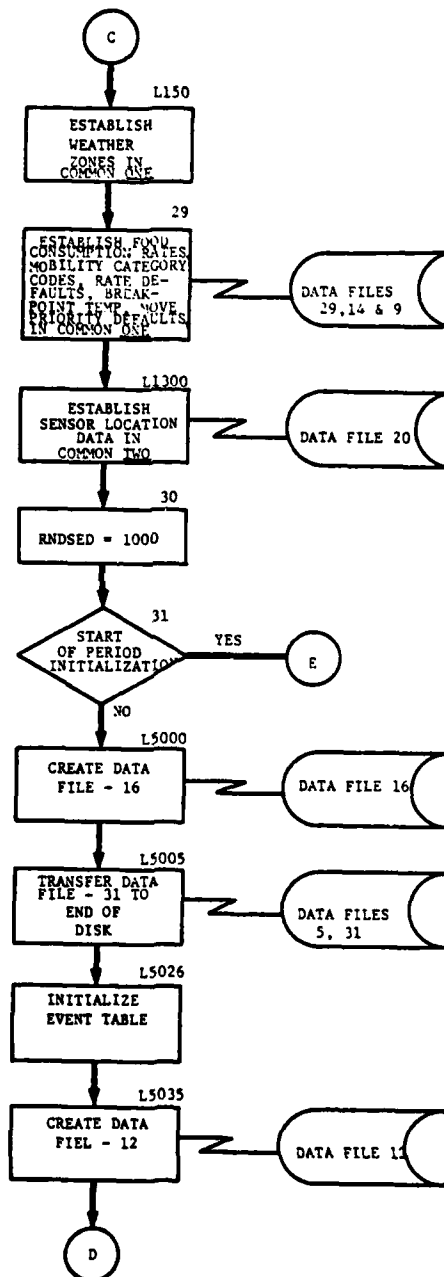 C
L150
ESTABLISH
WEATHER
ZONES IN
COMMON ONE
29
ESTABLISH FOOD
CONSUMPTION RATES,
MOBILITY CATEGORY
CODES, RATE DE-
FAULTS, BREAK-
POINT TEMP, MOVE
PRIORITY DEFAULTS
IN COMMON ONE
DATA FILES
29,14 & 9
L1300
ESTABLISH
SENSOR LOCATION
DATA IN
COMMON TWO
DATA FILE 20
30
RNDSED = 1000
31
START
OF PERIOD
INITIALIZATION
YES
E
NO
L5000
CREATE DATA
FILE - 16
DATA FILE 16
L5005
TRANSFER DATA
FILE - 31 TO
END OF
DISK
DATA FILES
5, 31
L5026
INITIALIZE
EVENT TABLE
L5035
CREATE DATA
FIEL - 12
DATA FILE
D